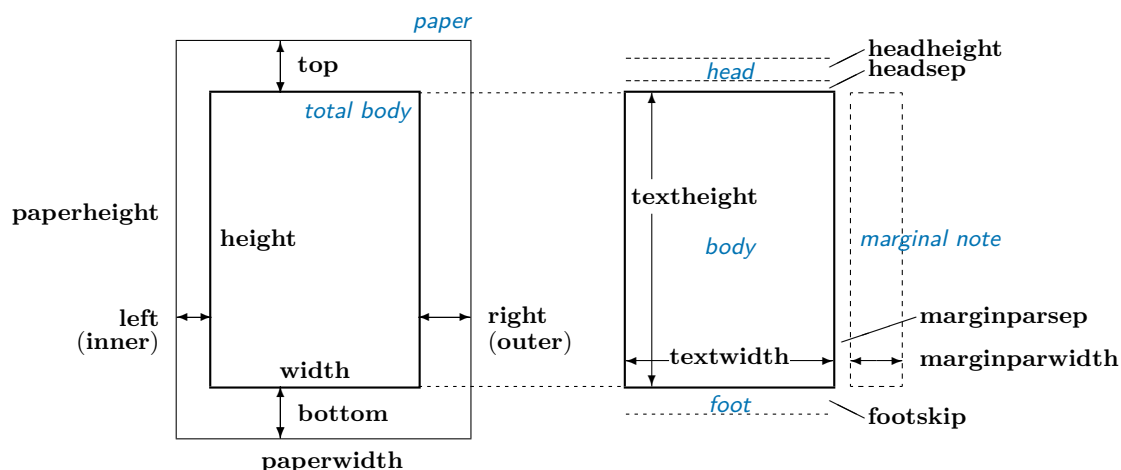 paper
top
total body
paperheight
height
left
(inner)
right
(outer)
width
bottom
paperwidth
headheight
head
headsep
textheight
body
marginal note
marginparsep
textwidth
marginparwidth
foot
footskip